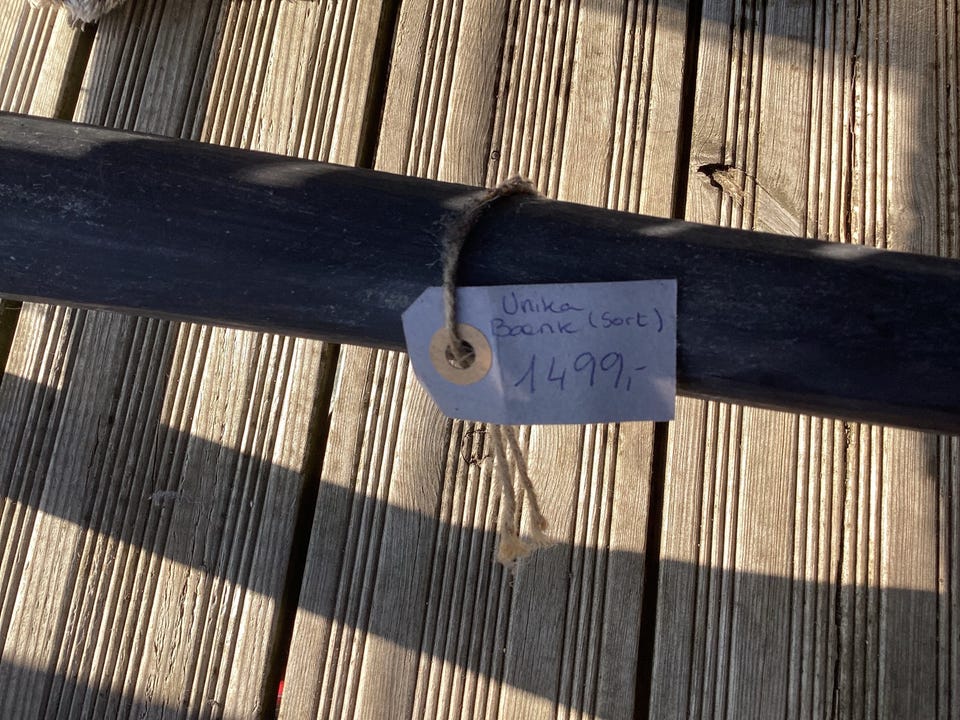 Unika
Bænk (Sort)
1499,-